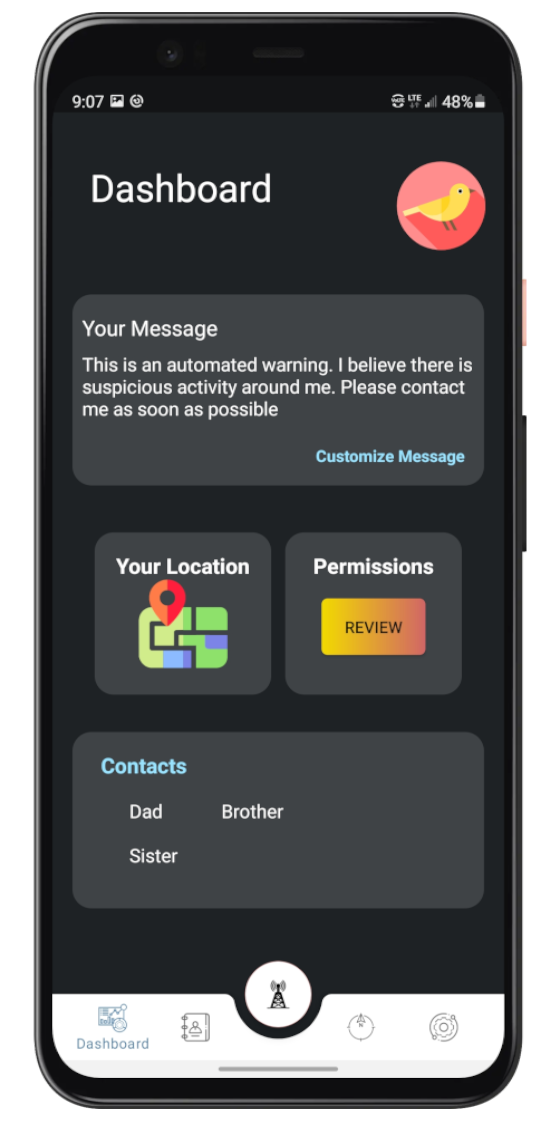 9:07
LTE
48%
Dashboard
Your Message
This is an automated warning. I believe there is
suspicious activity around me. Please contact
me as soon as possible
Customize Message
Your Location
Permissions
REVIEW
Contacts
Dad
Brother
Sister
N
Dashboard